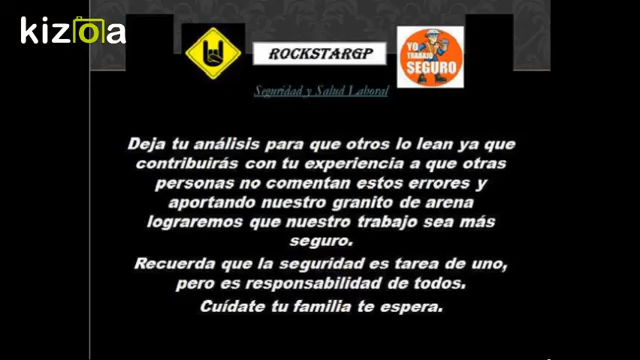 kizoa
ROCKSTARGP
YO
TRABAJO
SEGURO
Seguridad y Salud Laboral
Deja tu análisis para que otros lo lean ya que
contribuirás con tu experiencia a que otras
personas no comentan estos errores y
aportando nuestro granito de arena
lograremos que nuestro trabajo sea más
seguro.
Recuerda que la seguridad es tarea de uno,
pero es responsabilidad de todos.
Cuídate tu familia te espera.